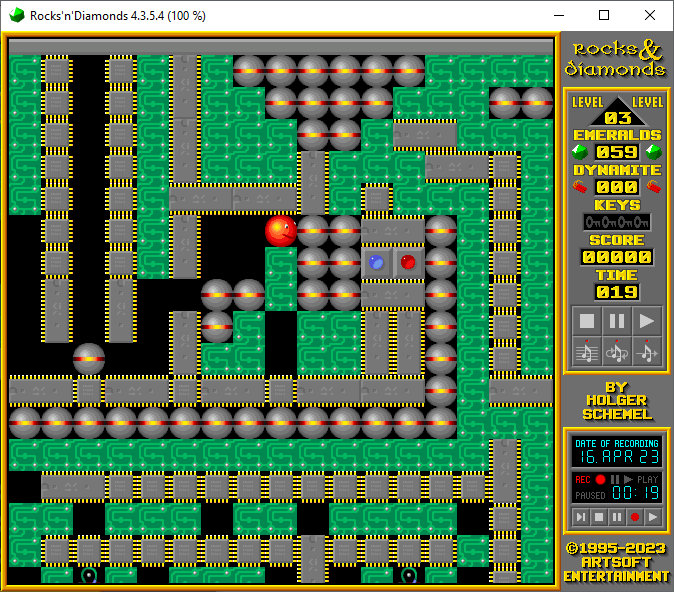 Rocks'n'Diamonds 4.3.5.4 (100 %)
Rocks &
Diamonds
LEVEL LEVEL
03
EMERALDS
059
DYNAMITE
000
KEYS
SCORE
00000
TIME
019
BY
HOLGER
SCHEMEL
DATE OF RECORDING
16.APR 23
REC PLAY
PAUSED 00:19
©1995-2023
ARTSOFT
ENTERTAINMENT